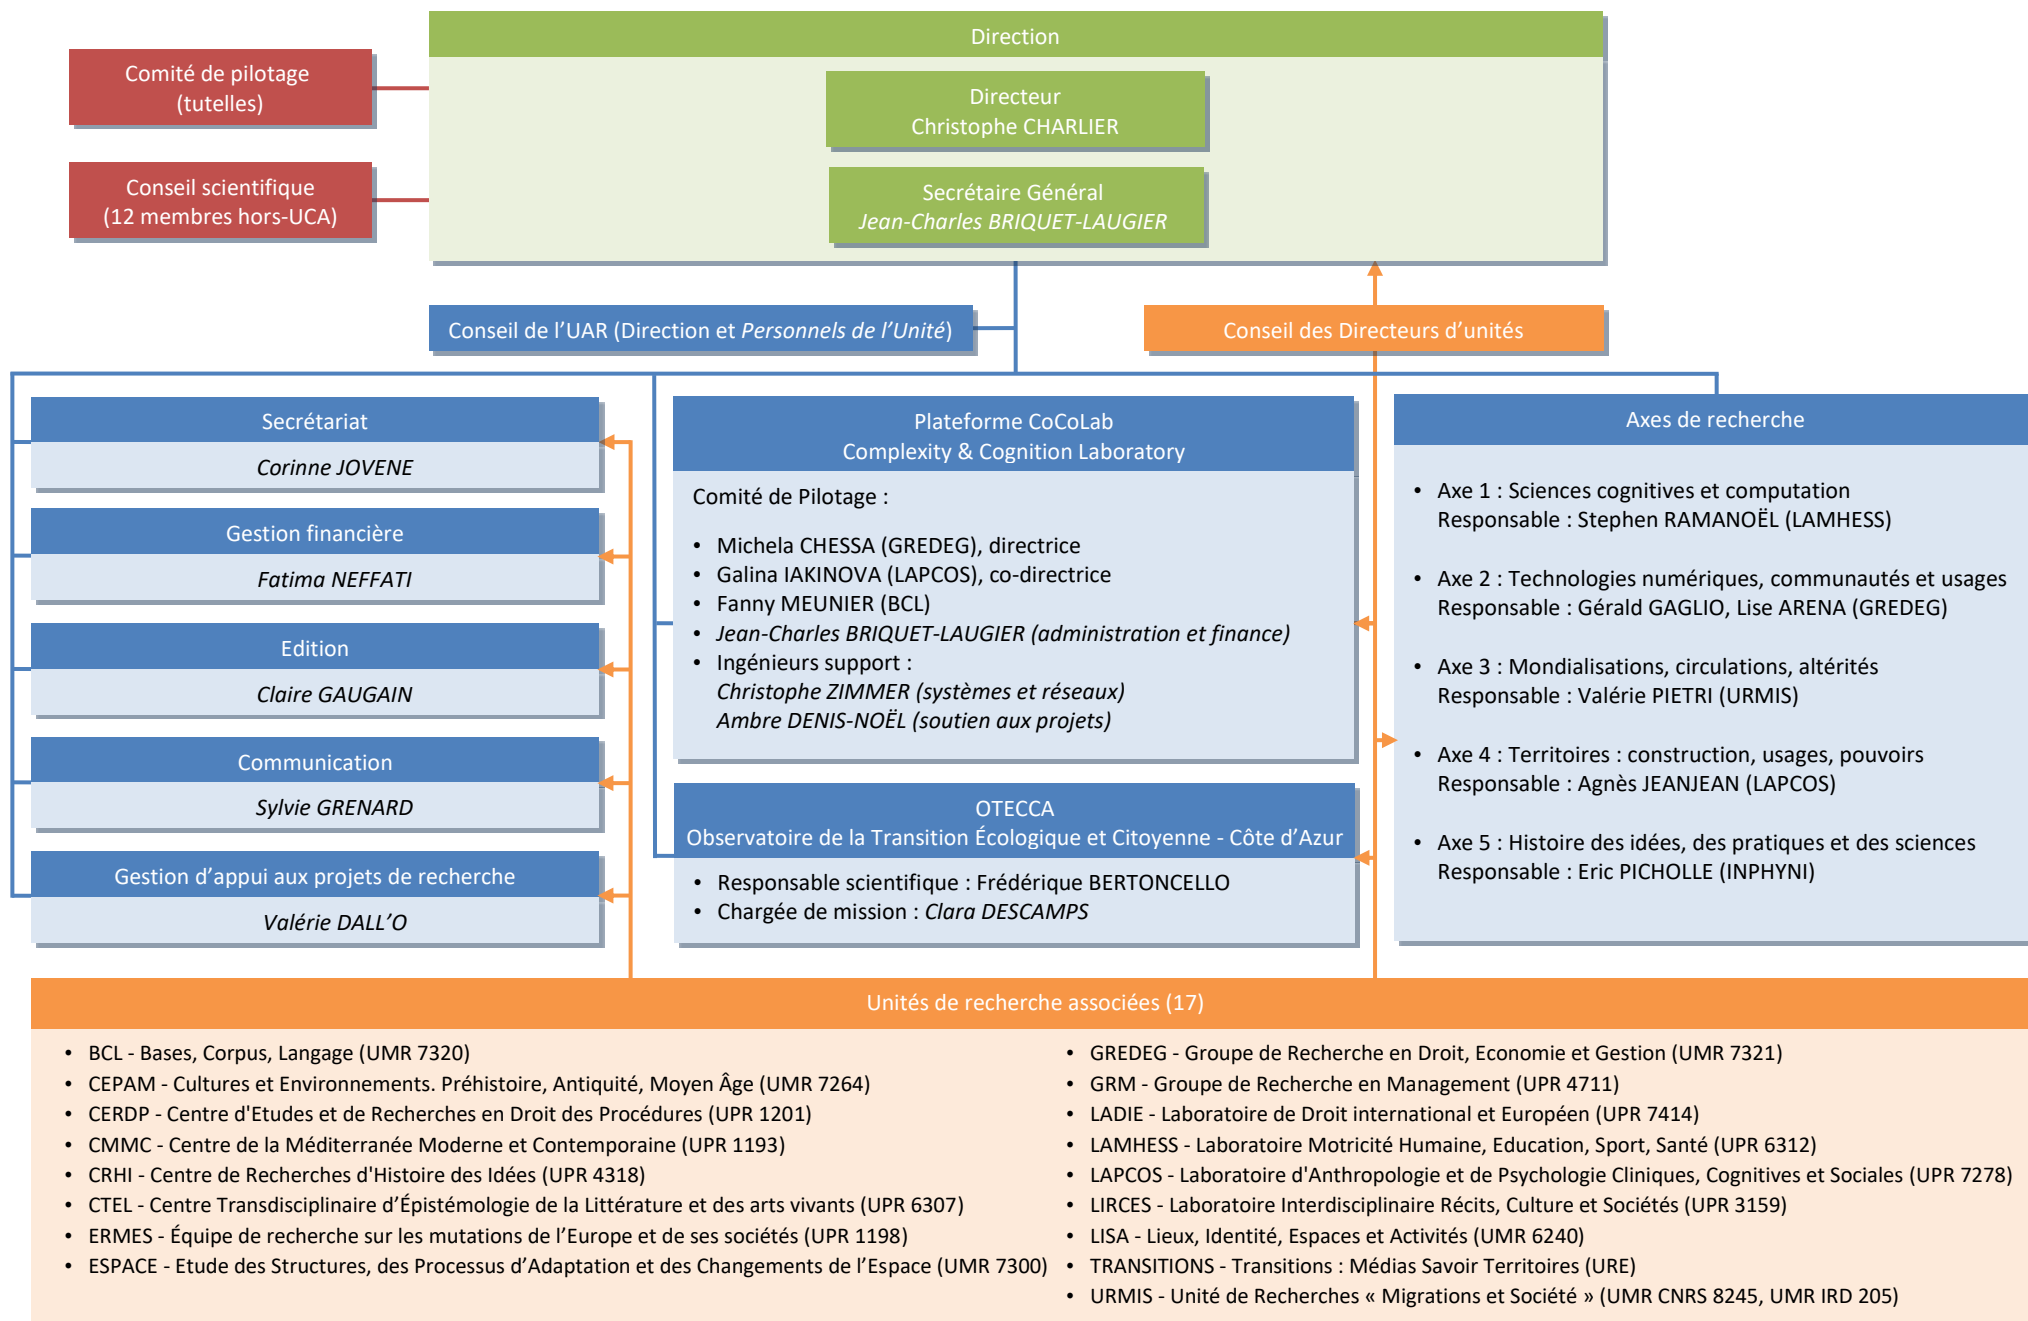 Direction
Comité de pilotage
(tutelles)
Directeur
Christophe CHARLIER
Conseil scientifique
(12 membres hors-UCA)
Secrétaire Général
Jean-Charles BRIQUET-LAUGIER
Conseil de l’UAR (Direction et Personnels de l’Unité)
Conseil des Directeurs d’unités
Secrétariat
Corinne JOVENE
Gestion financière
Fatima NEFFATI
Edition
Claire GAUGAIN
Communication
Sylvie GRENARD
Gestion d’appui aux projets de recherche
Valérie DALL’O
Plateforme CoCoLab
Complexity & Cognition Laboratory
Comité de Pilotage :
• Michela CHESSA (GREDEG), directrice
• Galina IAKINOVA (LAPCOS), co-directrice
• Fanny MEUNIER (BCL)
• Jean-Charles BRIQUET-LAUGIER (administration et finance)
• Ingénieurs support :
Christophe ZIMMER (systèmes et réseaux)
Ambre DENIS-NOËL (soutien aux projets)
OTECCA
Observatoire de la Transition Écologique et Citoyenne - Côte d’Azur
• Responsable scientifique : Frédérique BERTONCELLO
• Chargée de mission : Clara DESCAMPS
Axes de recherche
• Axe 1 : Sciences cognitives et computation
Responsable : Stephen RAMANOËL (LAMHESS)
• Axe 2 : Technologies numériques, communautés et usages
Responsable : Gérald GAGLIO, Lise ARENA (GREDEG)
• Axe 3 : Mondialisations, circulations, altérités
Responsable : Valérie PIETRI (URMIS)
• Axe 4 : Territoires : construction, usages, pouvoirs
Responsable : Agnès JEANJEAN (LAPCOS)
• Axe 5 : Histoire des idées, des pratiques et des sciences
Responsable : Eric PICHOLLE (INPHYNI)
Unités de recherche associées (17)
• BCL - Bases, Corpus, Langage (UMR 7320)
• CEPAM - Cultures et Environnements. Préhistoire, Antiquité, Moyen Âge (UMR 7264)
• CERDP - Centre d'Etudes et de Recherches en Droit des Procédures (UPR 1201)
• CMMC - Centre de la Méditerranée Moderne et Contemporaine (UPR 1193)
• CRHI - Centre de Recherches d'Histoire des Idées (UPR 4318)
• CTEL - Centre Transdisciplinaire d’Épistémologie de la Littérature et des arts vivants (UPR 6307)
• ERMES - Équipe de recherche sur les mutations de l’Europe et de ses sociétés (UPR 1198)
• ESPACE - Etude des Structures, des Processus d’Adaptation et des Changements de l’Espace (UMR 7300)
• GREDEG - Groupe de Recherche en Droit, Economie et Gestion (UMR 7321)
• GRM - Groupe de Recherche en Management (UPR 4711)
• LADIE - Laboratoire de Droit international et Européen (UPR 7414)
• LAMHESS - Laboratoire Motricité Humaine, Education, Sport, Santé (UPR 6312)
• LAPCOS - Laboratoire d'Anthropologie et de Psychologie Cliniques, Cognitives et Sociales (UPR 7278)
• LIRCES - Laboratoire Interdisciplinaire Récits, Culture et Sociétés (UPR 3159)
• LISA - Lieux, Identité, Espaces et Activités (UMR 6240)
• TRANSITIONS - Transitions : Médias Savoir Territoires (URE)
• URMIS - Unité de Recherches « Migrations et Société » (UMR CNRS 8245, UMR IRD 205)